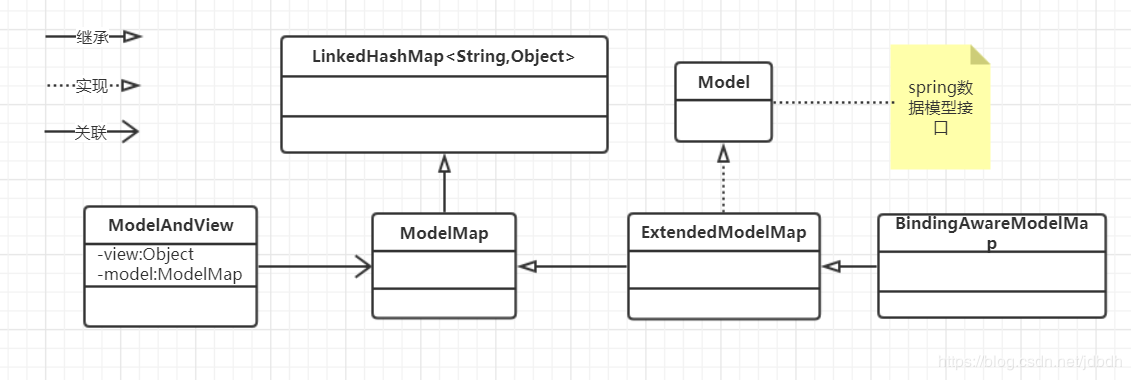 继承
实现
关联
LinkedHashMap<String,Object>
Model
spring数
据模型接
口
ModelAndView
-view:Object
-model:ModelMap
ModelMap
ExtendedModelMap
BindingAwareModelMa
p
https://blog.csdn.net/jdbdh